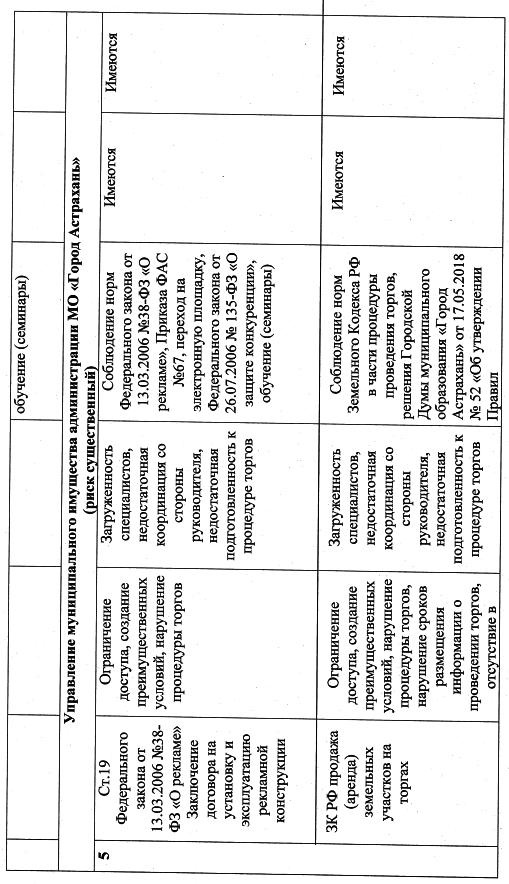 обучение (семинары)
Управление муниципального имущества администрации МО «Город Астрахань»
(риск существенный)
5
Ст.19
Федерального
закона от
13.03.2006 №38-
ФЗ «О рекламе»
Заключение
договора на
установку и
эксплуатацию
рекламной
конструкции
Ограничение
доступа, создание
преимущественных
условий, нарушение
процедуры торгов
Загруженность
специалистов,
недостаточная
координация со
стороны
руководителя,
недостаточная
подготовленность к
процедуре торгов
Соблюдение норм
Федерального закона от
13.03.2006 №38-ФЗ «О
рекламе», Приказа ФАС
№67, переход на
электронную площадку,
Федерального закона от
26.07.2006 № 135-ФЗ «О
защите конкуренции»,
обучение (семинары)
Имеются
Имеются
ЗК РФ продажа
(аренда)
земельных
участков на
торгах
Ограничение
доступа, создание
преимущественных
условий, нарушение
процедуры торгов,
нарушение сроков
размещения
информации о
проведении торгов,
отсутствие в
Загруженность
специалистов,
недостаточная
координация со
стороны
руководителя,
недостаточная
подготовленность к
процедуре торгов
Соблюдение норм
Земельного Кодекса РФ
в части процедуры
проведения торгов,
решения Городской
Думы муниципального
образования «Город
Астрахань» от 17.05.2018
№ 52 «Об утверждении
Правил
Имеются
Имеются